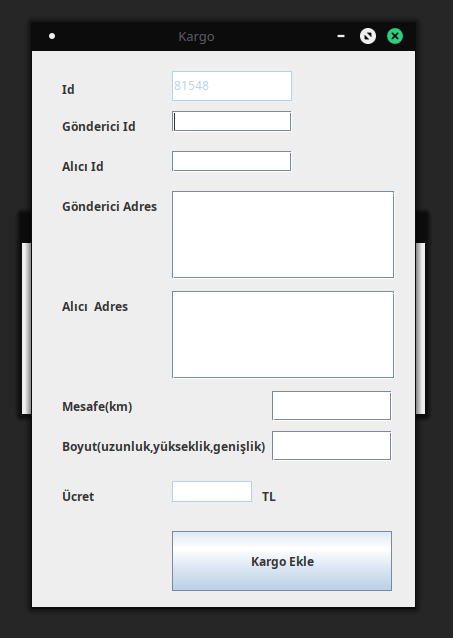 Kargo
Id 81548
Gönderici Id
Alıcı Id
Gönderici Adres
Alıcı  Adres
Mesafe(km)
Boyut(uzunluk,yükseklik,genişlik)
Ücret TL
Kargo Ekle